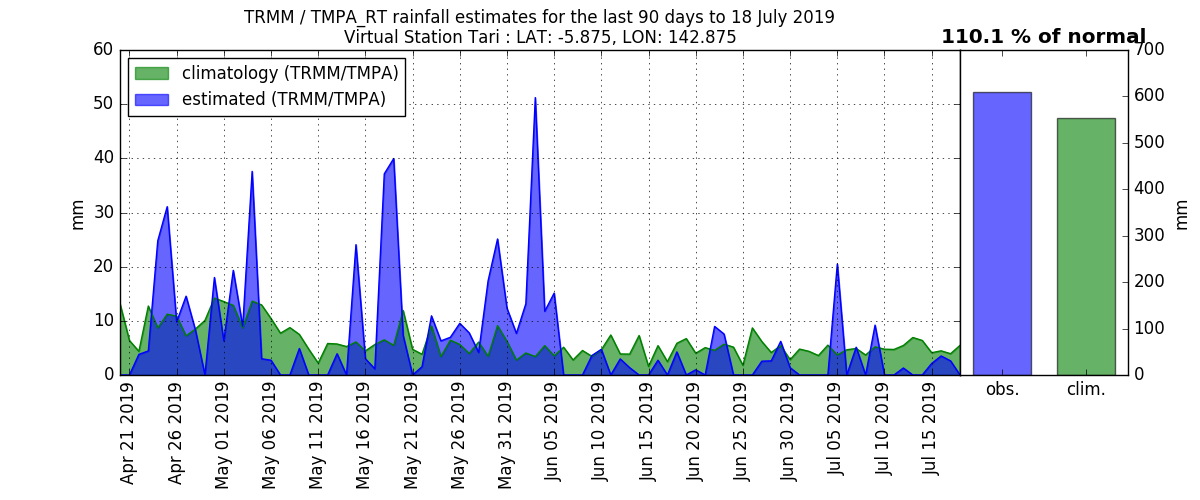 TRMM / TMPA_RT rainfall estimates for the last 90 days to 18 July 2019
Virtual Station Tari : LAT: -5.875, LON: 142.875
110.1 % of normal
climatology (TRMM/TMPA)
estimated (TRMM/TMPA)
60
50
40
30
20
10
0
mm
700
600
500
400
300
200
100
0
mm
Apr 21 2019
Apr 26 2019
May 01 2019
May 06 2019
May 11 2019
May 16 2019
May 21 2019
May 26 2019
May 31 2019
Jun 05 2019
Jun 10 2019
Jun 15 2019
Jun 20 2019
Jun 25 2019
Jun 30 2019
Jul 05 2019
Jul 10 2019
Jul 15 2019
obs.
clim.